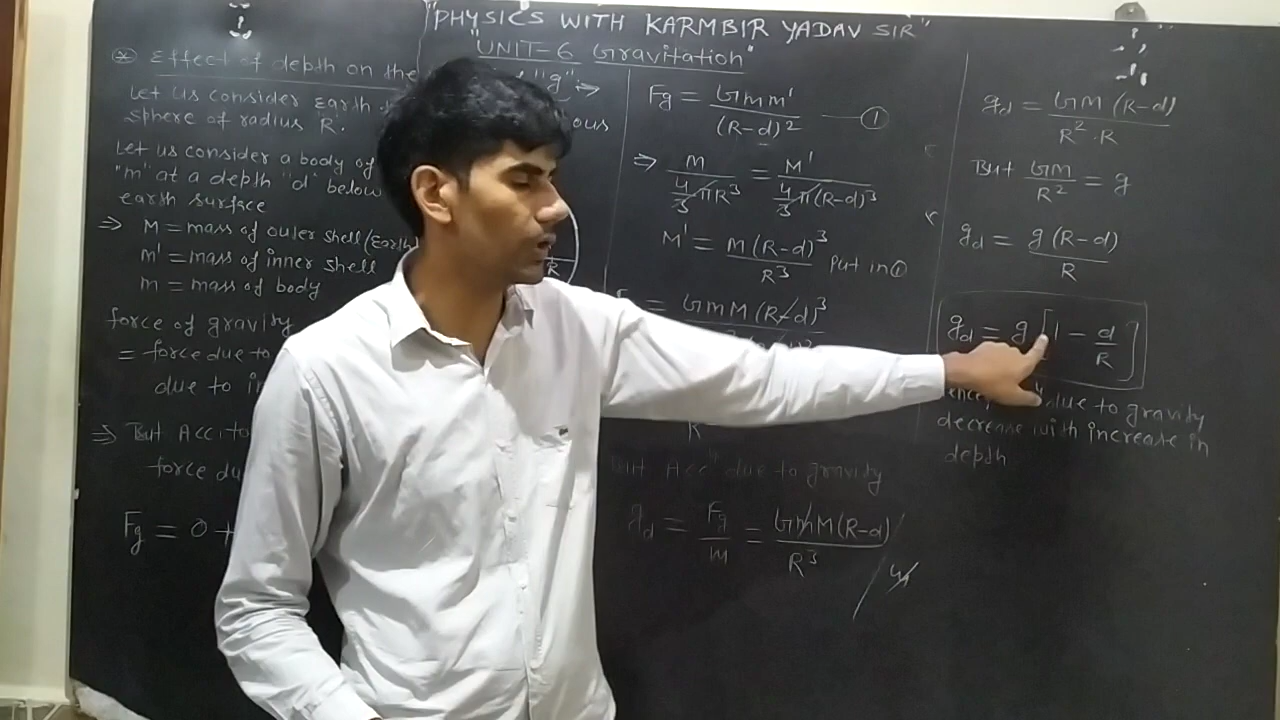 "PHYSICS WITH KARMBIR YADAV SIR"
"UNIT-6 Gravitation"
⊛ Effect of depth on the "g" :→
Let us consider Earth
sphere of radius "R".
ous
Let us consider a body of
"m" at a depth "d" below
earth surface
⇒ M = mass of outer shell (Earth)
m' = mass of inner shell
m = mass of body
force of gravity
= force due to
due to
⇒ But Acc. to
force du
Fg = 0 +
R
Fg = GMm' / (R-d)² —— ①
⇒ m / (4/3 πR³) = M' / (4/3 π(R-d)³)
M' = M(R-d)³ / R³ Put in ①
= GmM(R-d)³
R
But Accⁿ due to gravity
gd = Fg / m = GmM(R-d) / R³
gd = GM(R-d) / R².R
But GM / R² = g
gd = g(R-d) / R
gd = g[1 - d/R]
due to gravity
decrease with increase in
depth